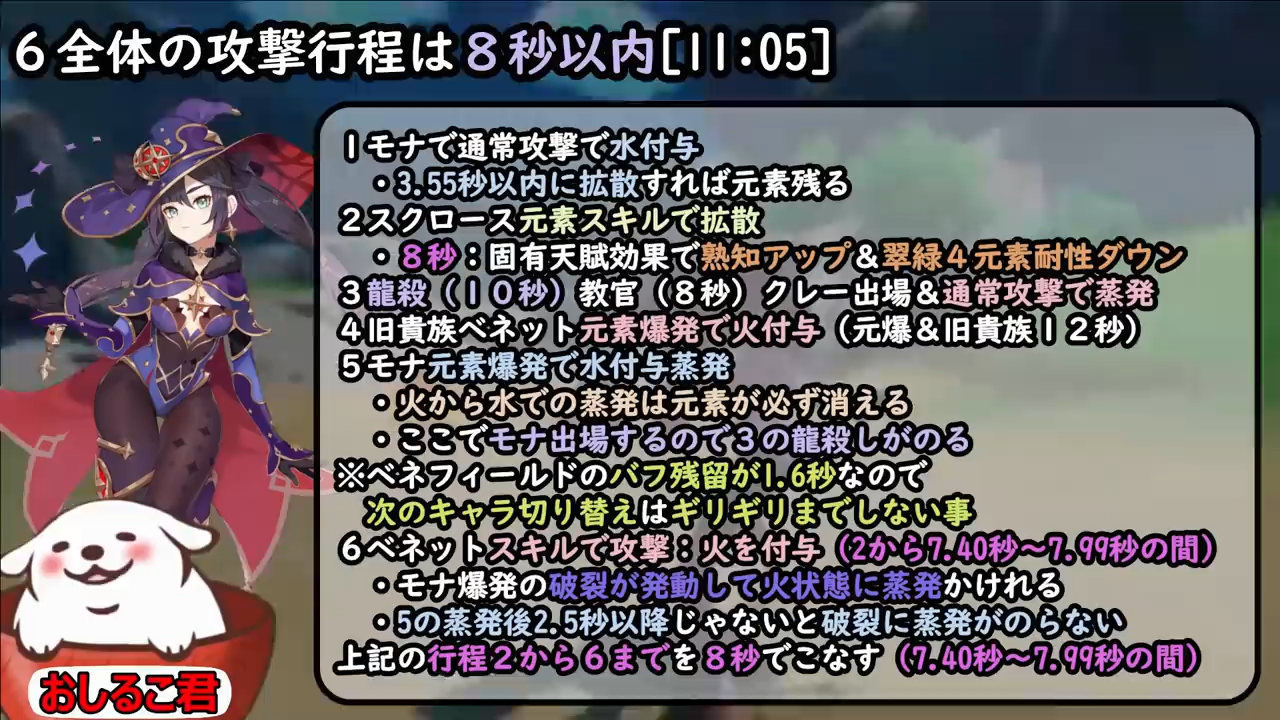 ６全体の攻撃行程は８秒以内[11:05]
１モナで通常攻撃で水付与
・3.55秒以内に拡散すれば元素残る
２スクロース元素スキルで拡散
・８秒：固有天賦効果で熟知アップ＆翠緑４元素耐性ダウン
３龍殺（１０秒）教官（８秒）クレー出場＆通常攻撃で蒸発
４旧貴族ベネット元素爆発で火付与（元爆＆旧貴族１２秒）
５モナ元素爆発で水付与蒸発
・火から水での蒸発は元素が必ず消える
・ここでモナ出場するので３の龍殺しがのる
※ベネフィールドのバフ残留が1.6秒なので
次のキャラ切り替えはギリギリまでしない事
６ベネットスキルで攻撃：火を付与（2から7.40秒～7.99秒の間）
・モナ爆発の破裂が発動して火状態に蒸発かけれる
・5の蒸発後2.5秒以降じゃないと破裂に蒸発がのらない
上記の行程２から６までを８秒でこなす（7.40秒～7.99秒の間）
おしるこ君